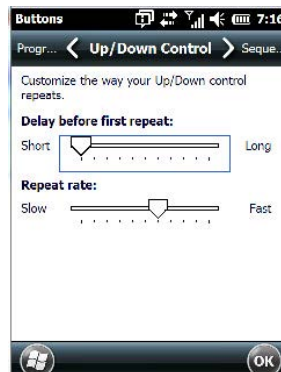 Buttons 7:16
Progr... Up/Down Control Seque...
Customize the way your Up/Down control
repeats.
Delay before first repeat:
Short Long
Repeat rate:
Slow Fast
OK